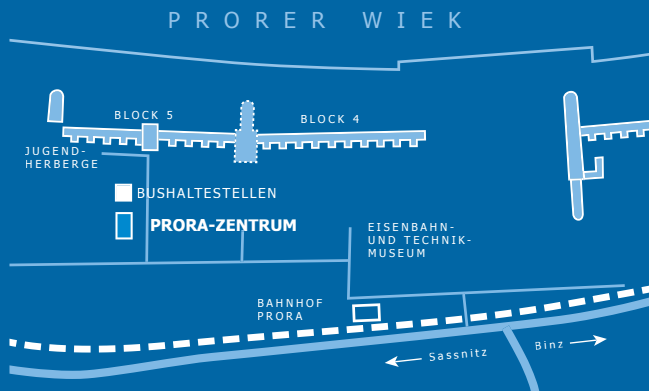 PRORER WIEK
BLOCK 5
BLOCK 4
JUGEND-
HERBERGE
BUSHALTESTELLEN
PRORA-ZENTRUM
EISENBAHN-
UND TECHNIK-
MUSEUM
BAHNHOF
PRORA
Sassnitz
Binz